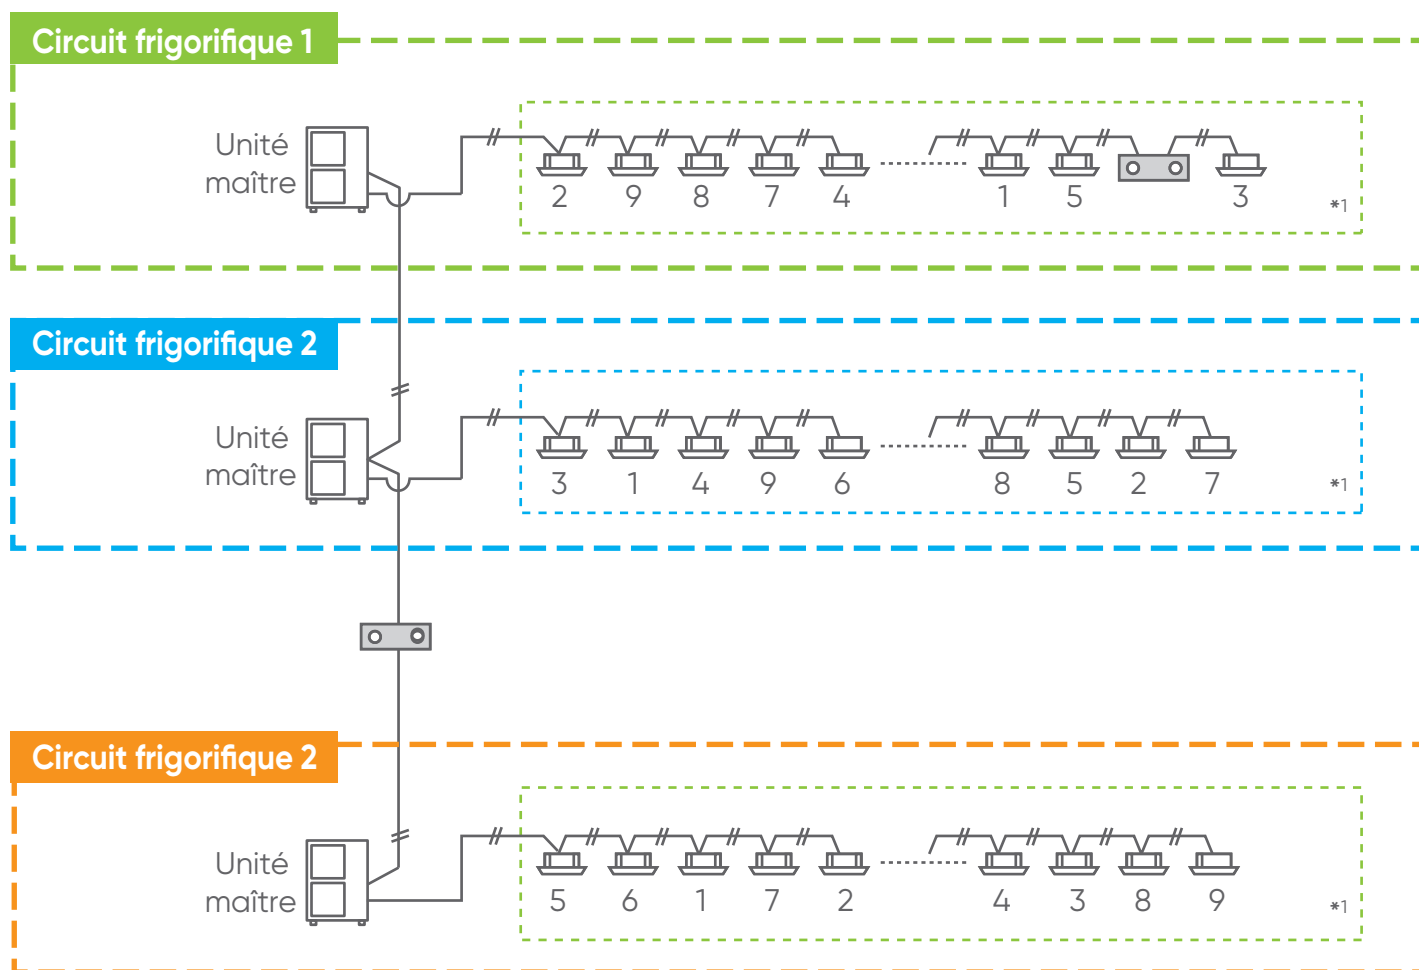 Circuit frigorifique 1
Unité
maître
2 9 8 7 4 1 5 3 *1
Circuit frigorifique 2
Unité
maître
3 1 4 9 6 8 5 2 7 *1
Circuit frigorifique 2
Unité
maître
5 6 1 7 2 4 3 8 9 *1